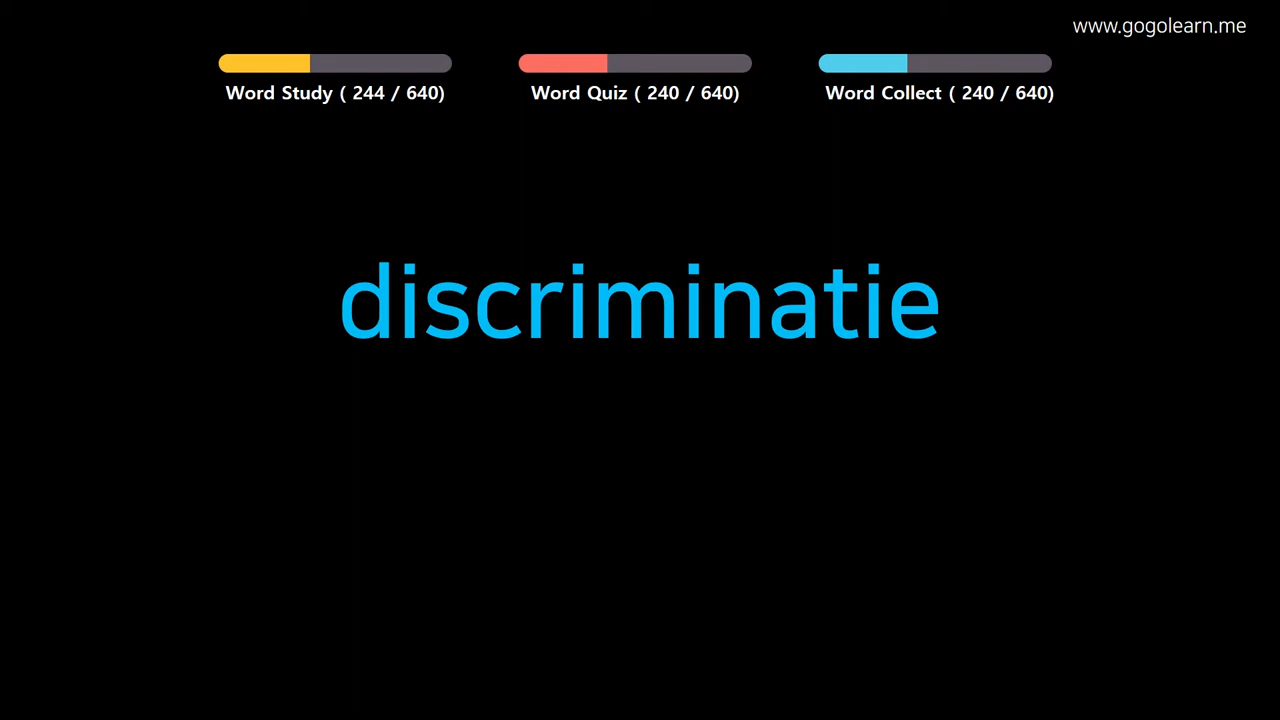 www.gogolearn.me
Word Study ( 244 / 640)
Word Quiz ( 240 / 640)
Word Collect ( 240 / 640)
discriminatie